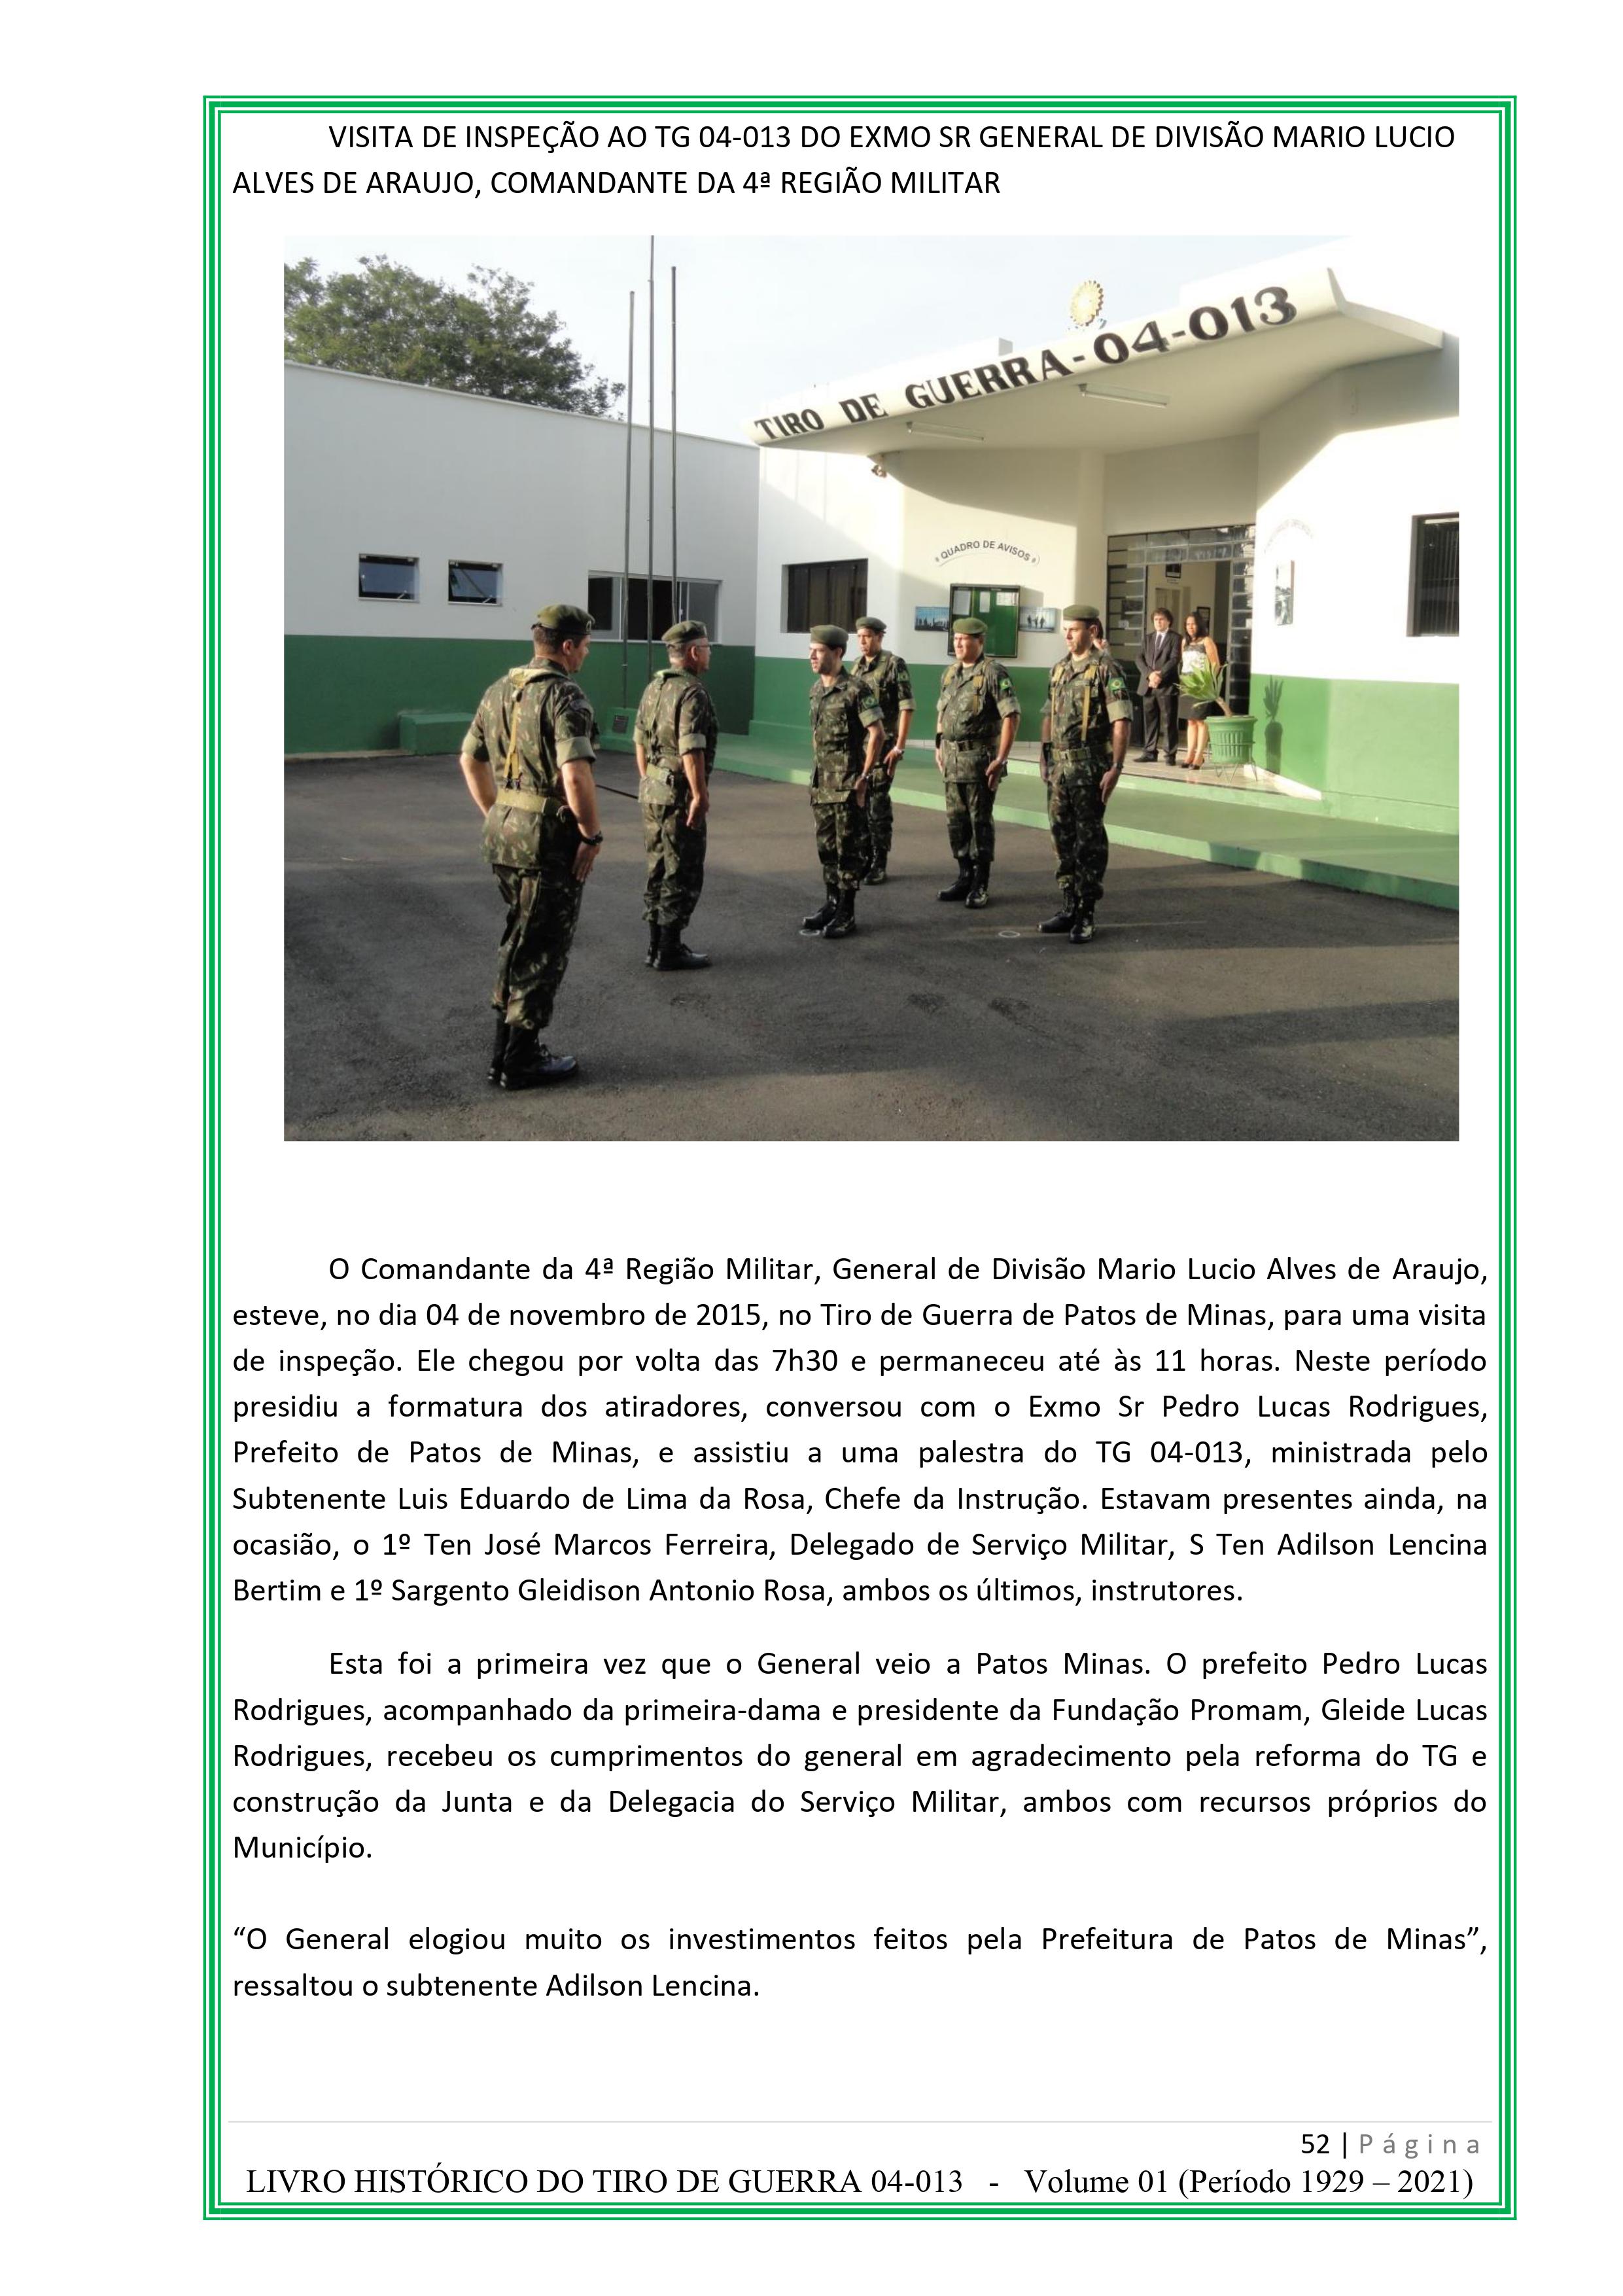 VISITA DE INSPEÇÃO AO TG 04-013 DO EXMO SR GENERAL DE DIVISÃO MARIO LUCIO
ALVES DE ARAUJO, COMANDANTE DA 4ª REGIÃO MILITAR
TIRO DE GUERRA - 04-013
QUADRO DE AVISOS
O Comandante da 4ª Região Militar, General de Divisão Mario Lucio Alves de Araujo,
esteve, no dia 04 de novembro de 2015, no Tiro de Guerra de Patos de Minas, para uma visita
de inspeção. Ele chegou por volta das 7h30 e permaneceu até às 11 horas. Neste período
presidiu a formatura dos atiradores, conversou com o Exmo Sr Pedro Lucas Rodrigues,
Prefeito de Patos de Minas, e assistiu a uma palestra do TG 04-013, ministrada pelo
Subtenente Luis Eduardo de Lima da Rosa, Chefe da Instrução. Estavam presentes ainda, na
ocasião, o 1º Ten José Marcos Ferreira, Delegado de Serviço Militar, S Ten Adilson Lencina
Bertim e 1º Sargento Gleidison Antonio Rosa, ambos os últimos, instrutores.
Esta foi a primeira vez que o General veio a Patos Minas. O prefeito Pedro Lucas
Rodrigues, acompanhado da primeira-dama e presidente da Fundação Promam, Gleide Lucas
Rodrigues, recebeu os cumprimentos do general em agradecimento pela reforma do TG e
construção da Junta e da Delegacia do Serviço Militar, ambos com recursos próprios do
Município.
“O General elogiou muito os investimentos feitos pela Prefeitura de Patos de Minas”,
ressaltou o subtenente Adilson Lencina.
52 | Página
LIVRO HISTÓRICO DO TIRO DE GUERRA 04-013 - Volume 01 (Período 1929 – 2021)